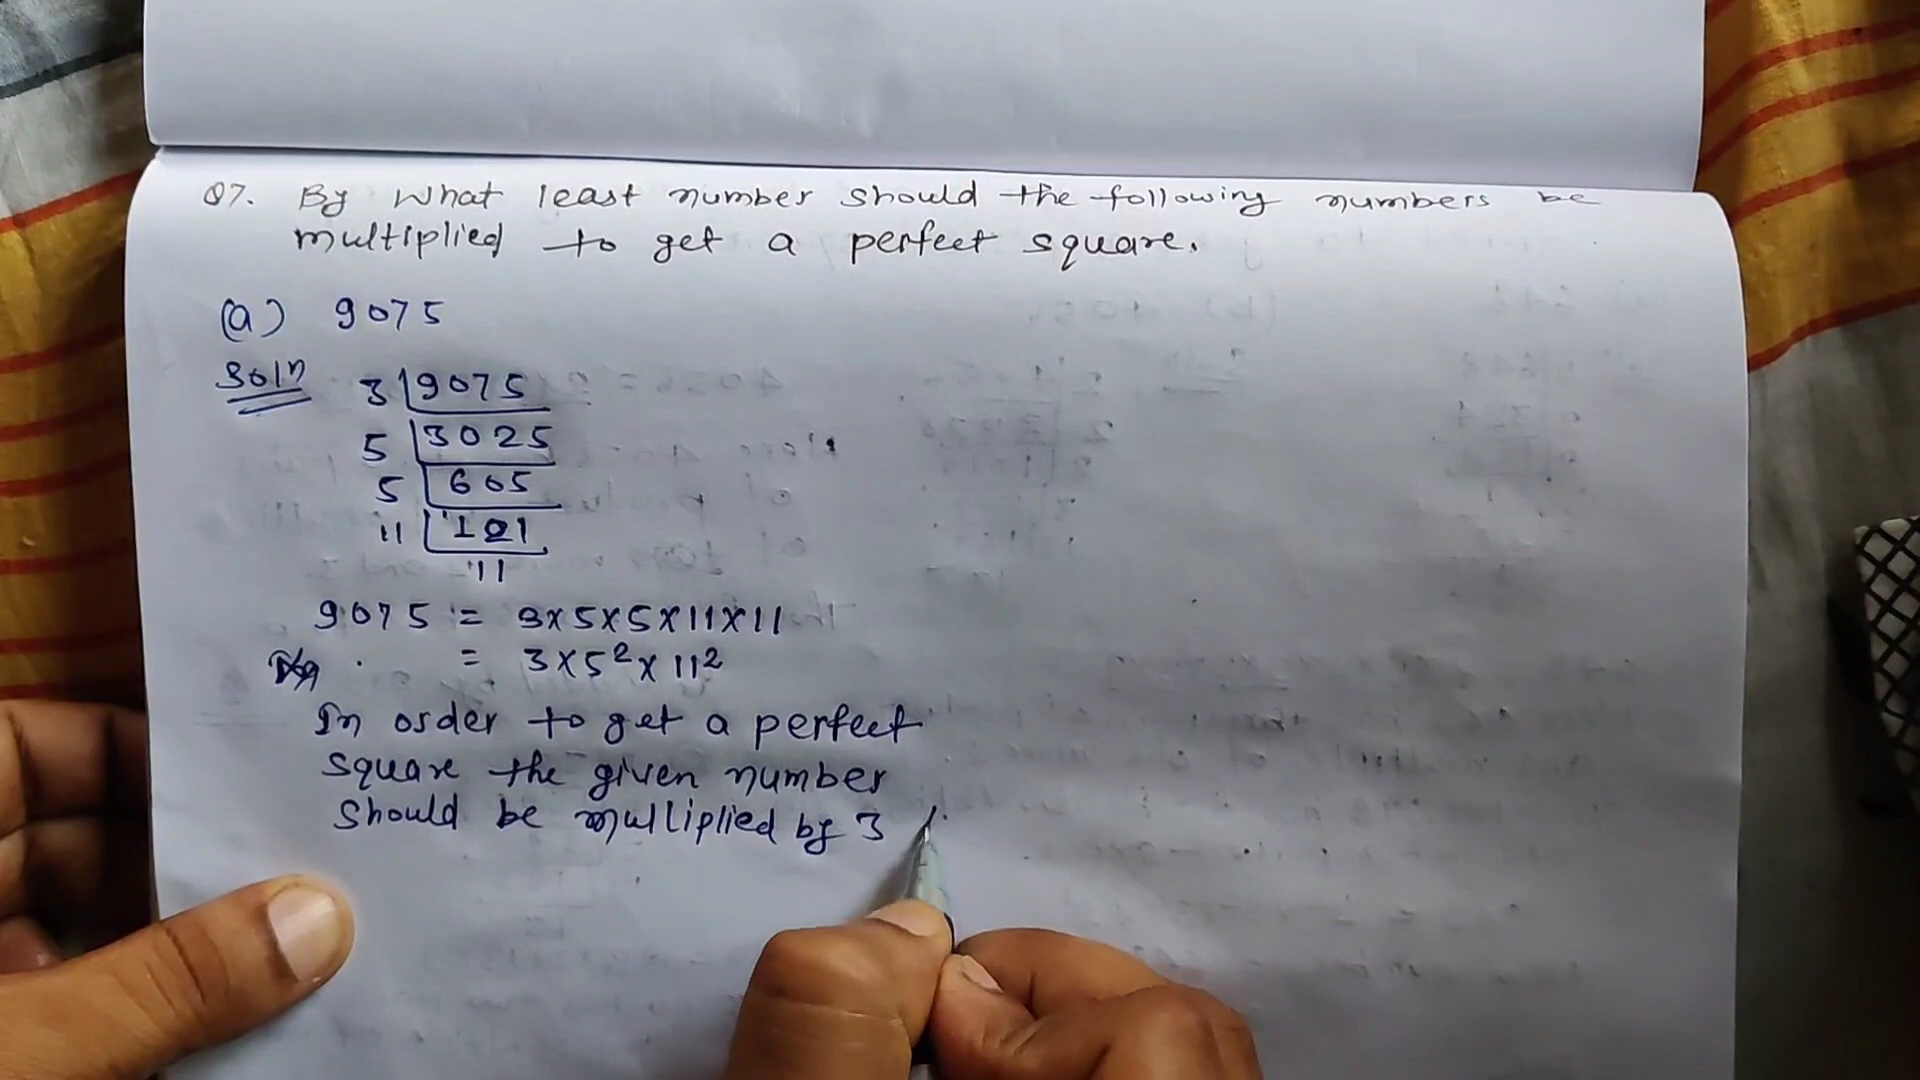 Q7. By what least number should the following numbers be
multiplied to get a perfect square.
(a) 9075
Soln
3 9075
5 3025
5 605
11 121
11
9075 = 3×5×5×11×11
= 3×5²×11²
In order to get a perfect
square the given number
should be multiplied by 3